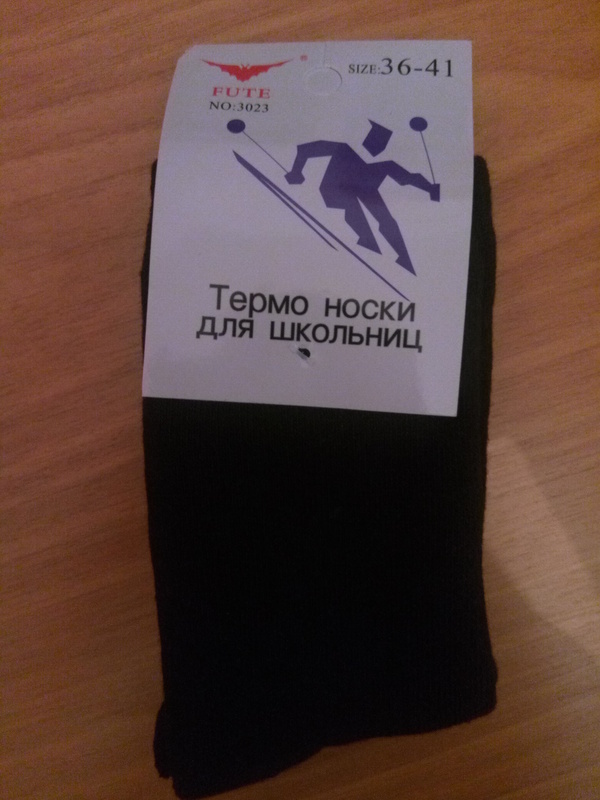 SIZE:36-41
FUTE
NO:3023
Термо носки
для школьниц